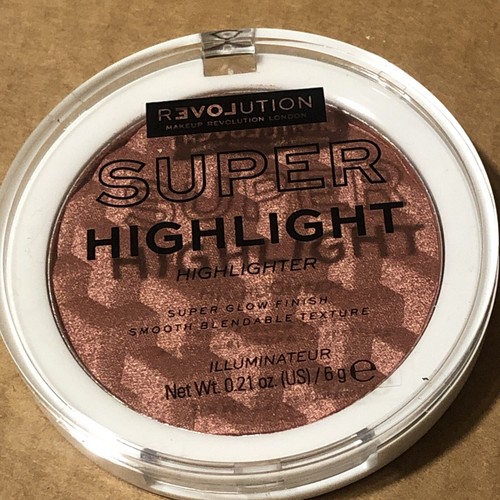 REVOLUTION
MAKEUP REVOLUTION LONDON
SUPER
HIGHLIGHT
HIGHLIGHTER
SUPER GLOW FINISH
SMOOTH BLENDABLE TEXTURE
ILLUMINATEUR
Net Wt. 0.21 oz. (US) / 6 g ℮